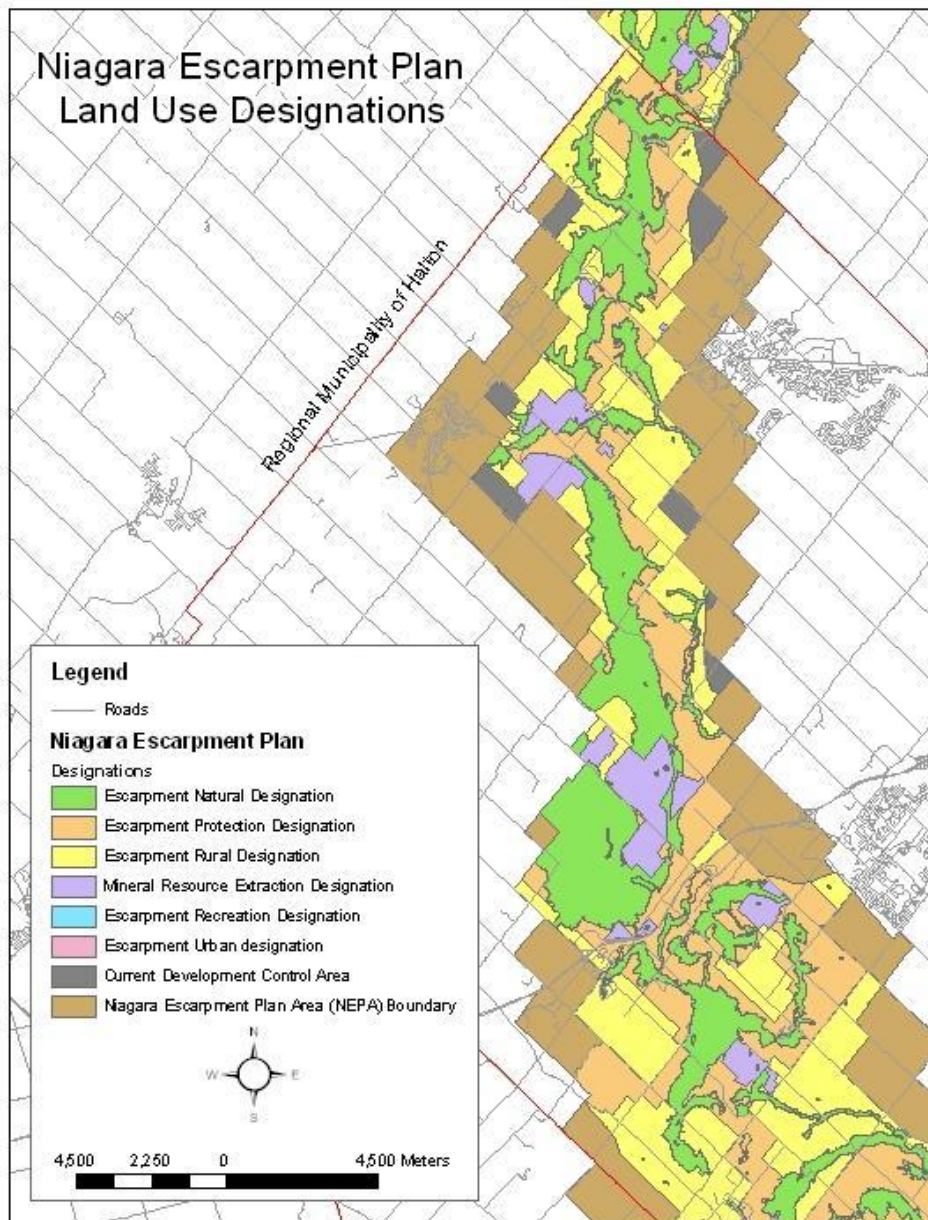 Niagara Escarpment Plan
Land Use Designations
Regional Municipality of Halton
Legend
Roads
Niagara Escarpment Plan
Designations
Escarpment Natural Designation
Escarpment Protection Designation
Escarpment Rural Designation
Mineral Resource Extraction Designation
Escarpment Recreation Designation
Escarpment Urban designation
Current Development Control Area
Niagara Escarpment Plan Area (NEPA) Boundary
N
W E
S
4,500 2,250 0 4,500 Meters